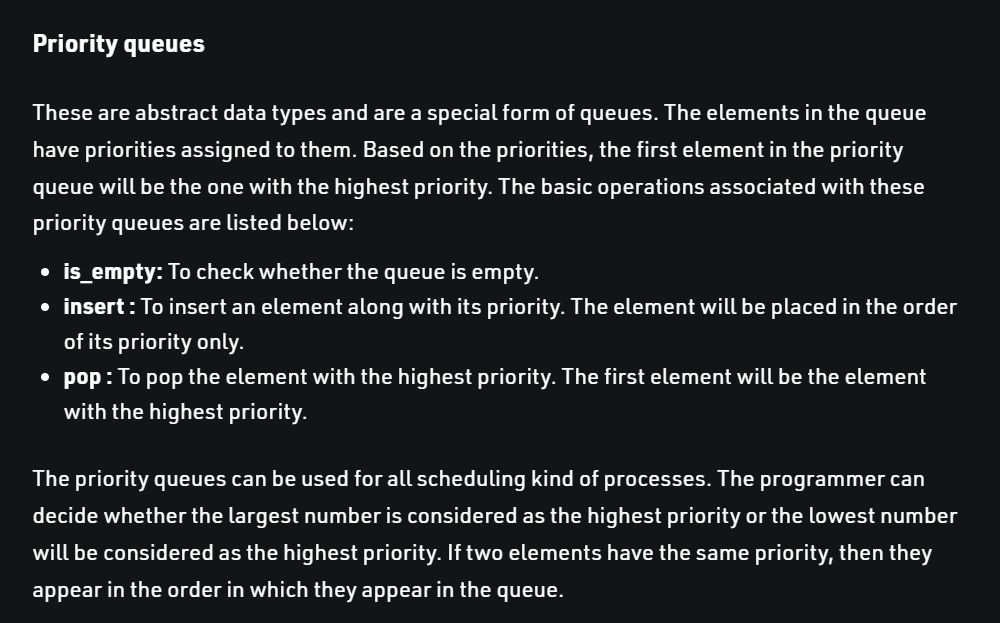 Priority queues
These are abstract data types and are a special form of queues. The elements in the queue
have priorities assigned to them. Based on the priorities, the first element in the priority
queue will be the one with the highest priority. The basic operations associated with these
priority queues are listed below:
• is_empty: To check whether the queue is empty.
• insert : To insert an element along with its priority. The element will be placed in the order
of its priority only.
• pop : To pop the element with the highest priority. The first element will be the element
with the highest priority.
The priority queues can be used for all scheduling kind of processes. The programmer can
decide whether the largest number is considered as the highest priority or the lowest number
will be considered as the highest priority. If two elements have the same priority, then they
appear in the order in which they appear in the queue.